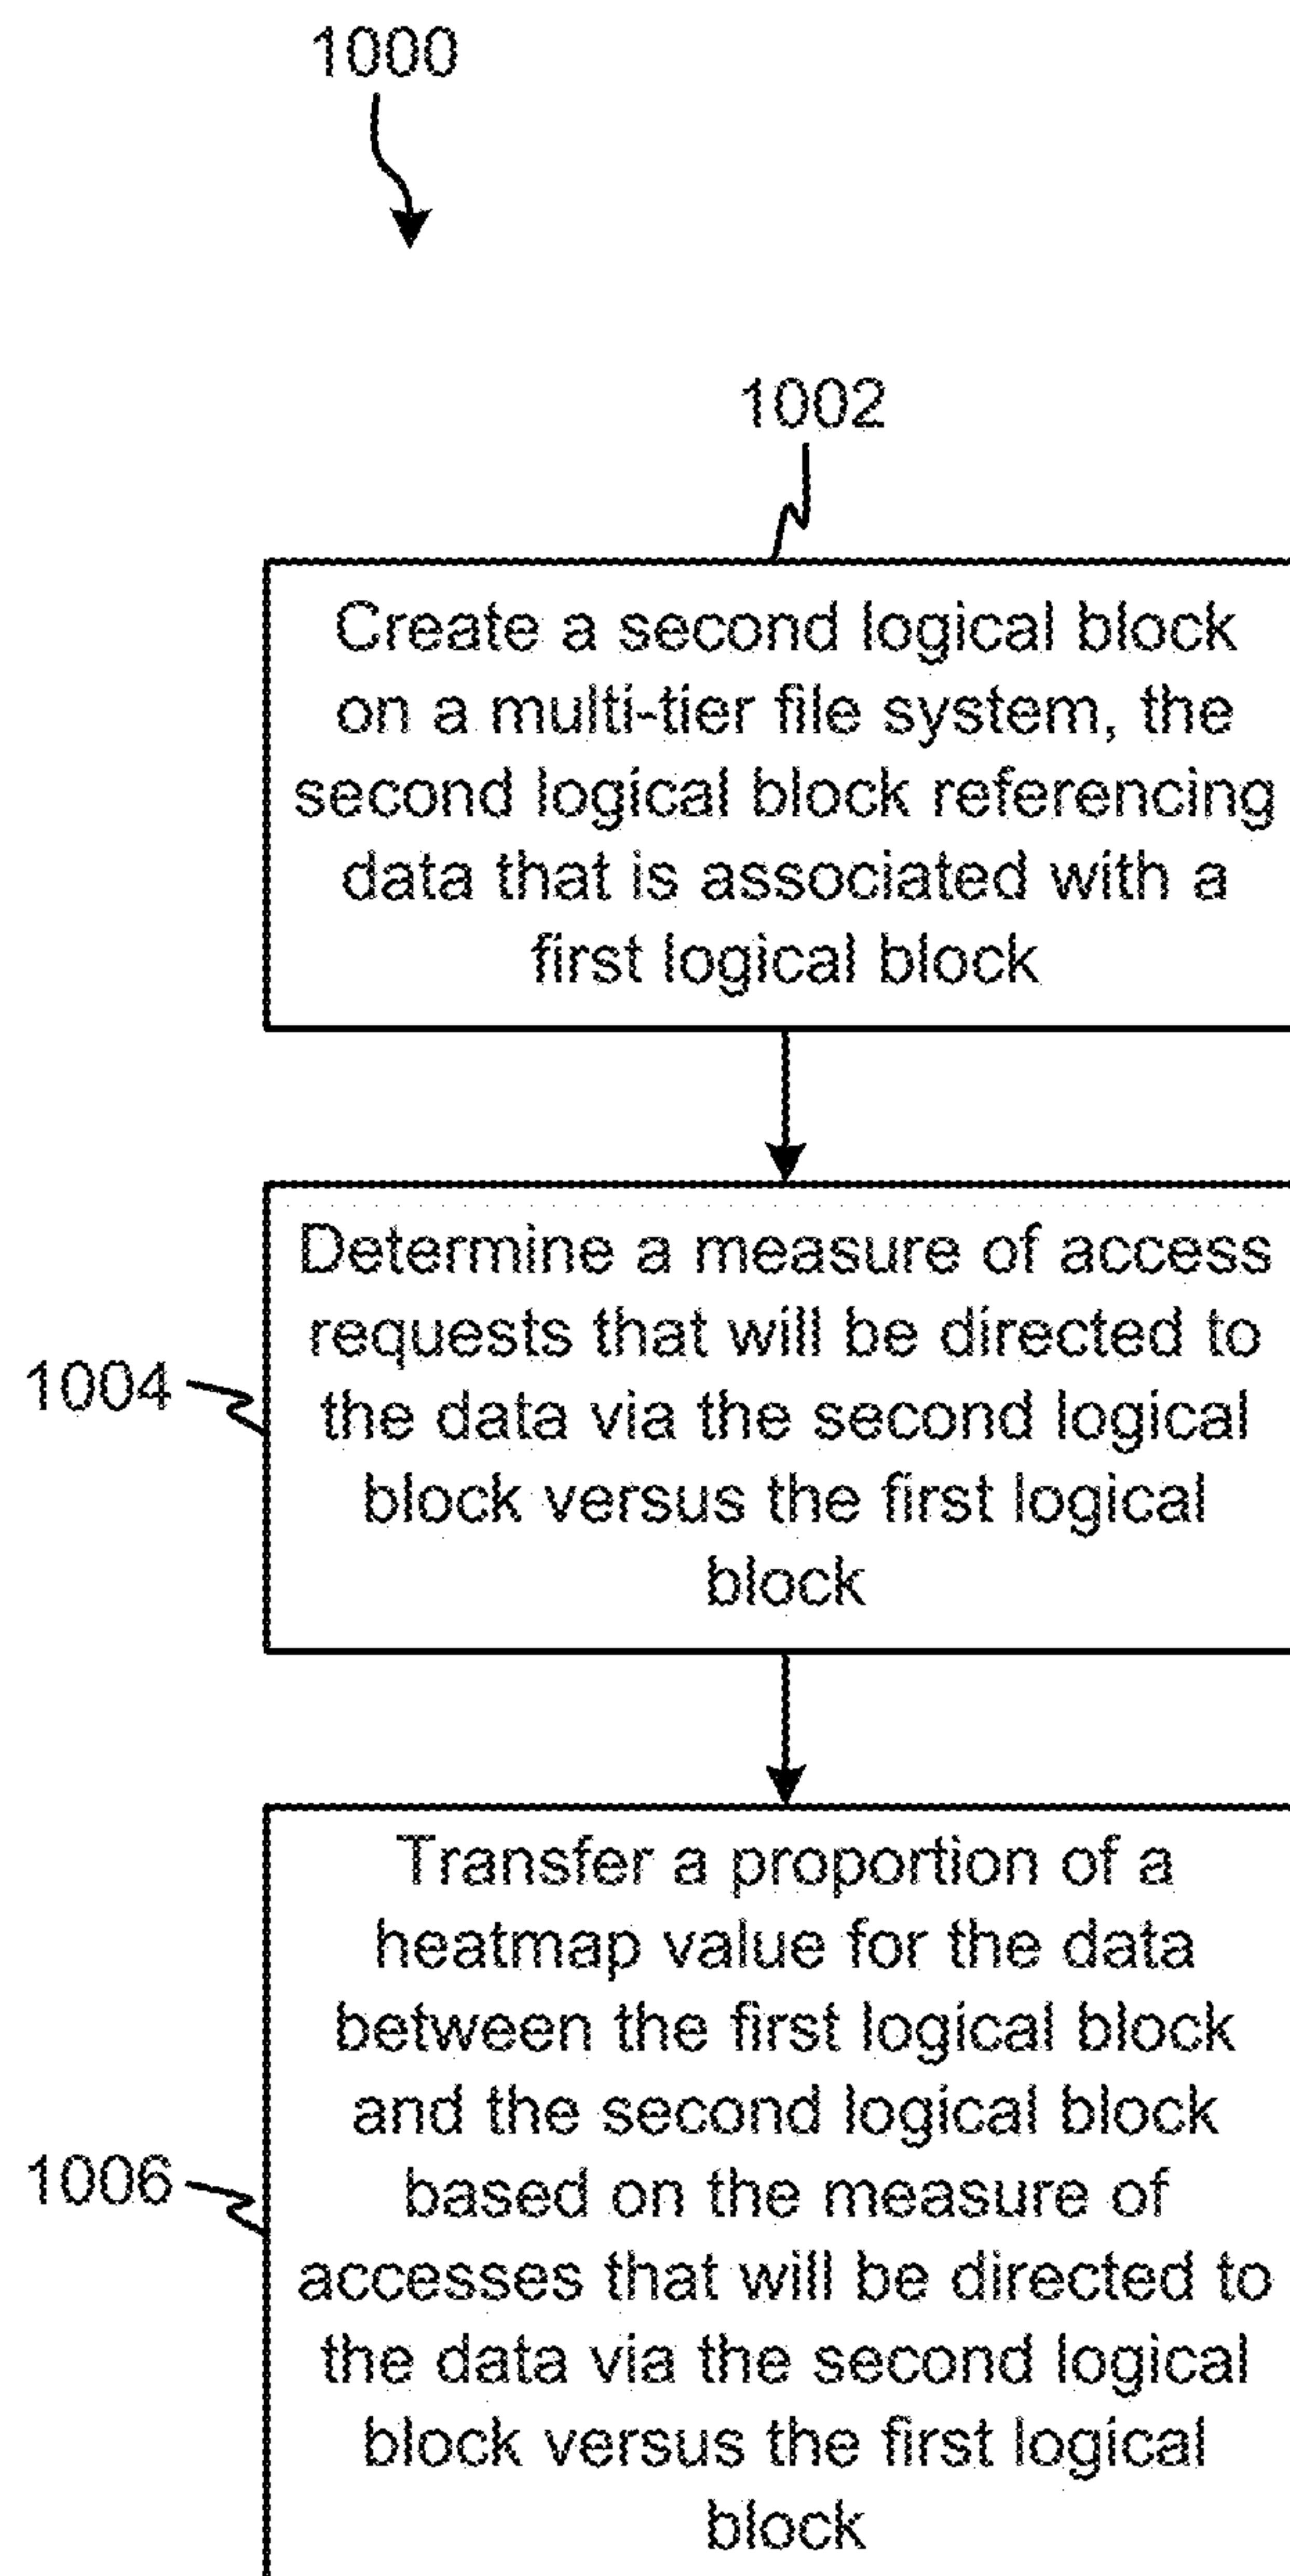 1000
1002
Create a second logical block
on a multi-tier file system, the
second logical block referencing
data that is associated with a
first logical block
Determine a measure of access
requests that will be directed to
the data via the second logical
block versus the first logical
block
1004
Transfer a proportion of a
heatmap value for the data
between the first logical block
and the second logical block
based on the measure of
accesses that will be directed to
the data via the second logical
block versus the first logical
block
1006